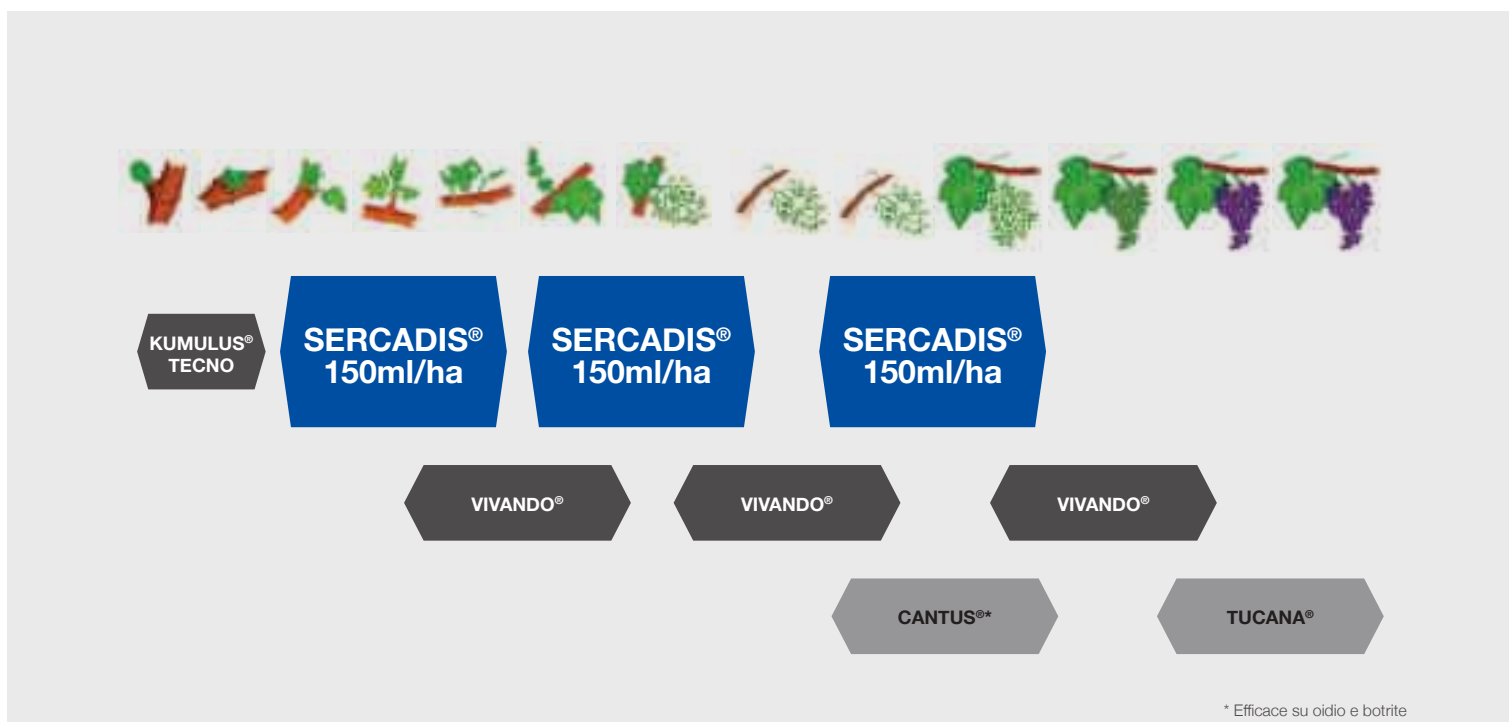 KUMULUS®
TECNO
SERCADIS®
150ml/ha
SERCADIS®
150ml/ha
SERCADIS®
150ml/ha
VIVANDO®
VIVANDO®
VIVANDO®
CANTUS®*
TUCANA®
* Efficace su oidio e botrite